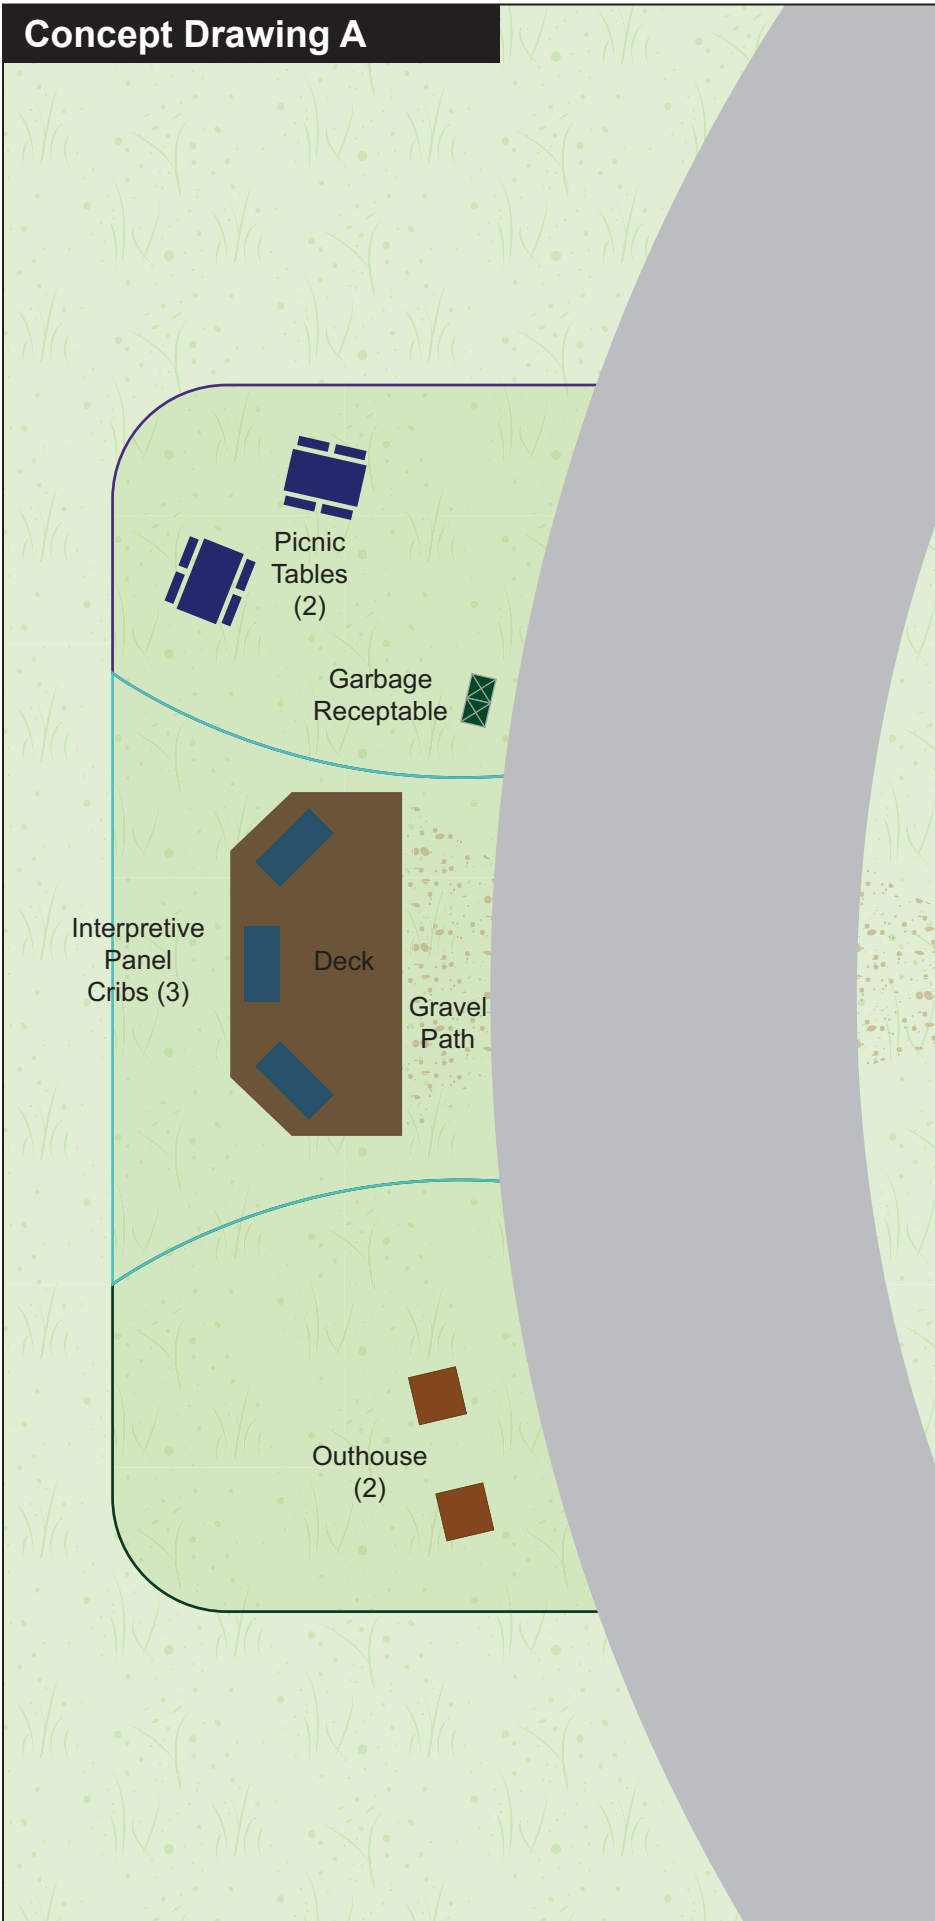 Concept Drawing A
Picnic
Tables
(2)
Garbage
Receptable
Interpretive
Panel
Cribs (3)
Deck
Gravel
Path
Outhouse
(2)